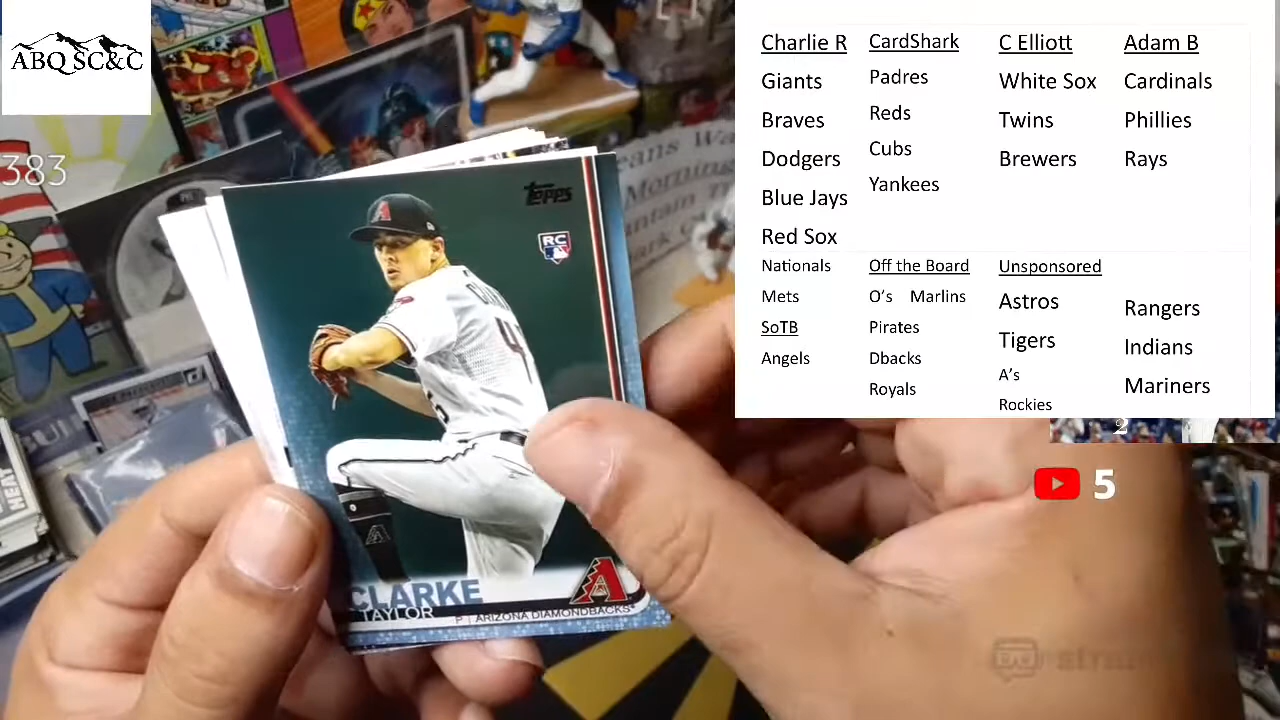 ABQ SC&C
383
Topps
RC
CLARKE
TAYLOR
P | ARIZONA DIAMONDBACKS
HEAT
Charlie R
Giants
Braves
Dodgers
Blue Jays
Red Sox
Nationals
Mets
SoTB
Angels
CardShark
Padres
Reds
Cubs
Yankees
Off the Board
O's Marlins
Pirates
Dbacks
Royals
C Elliott
White Sox
Twins
Brewers
Unsponsored
Astros
Tigers
A's
Rockies
Adam B
Cardinals
Phillies
Rays
Rangers
Indians
Mariners
2
5